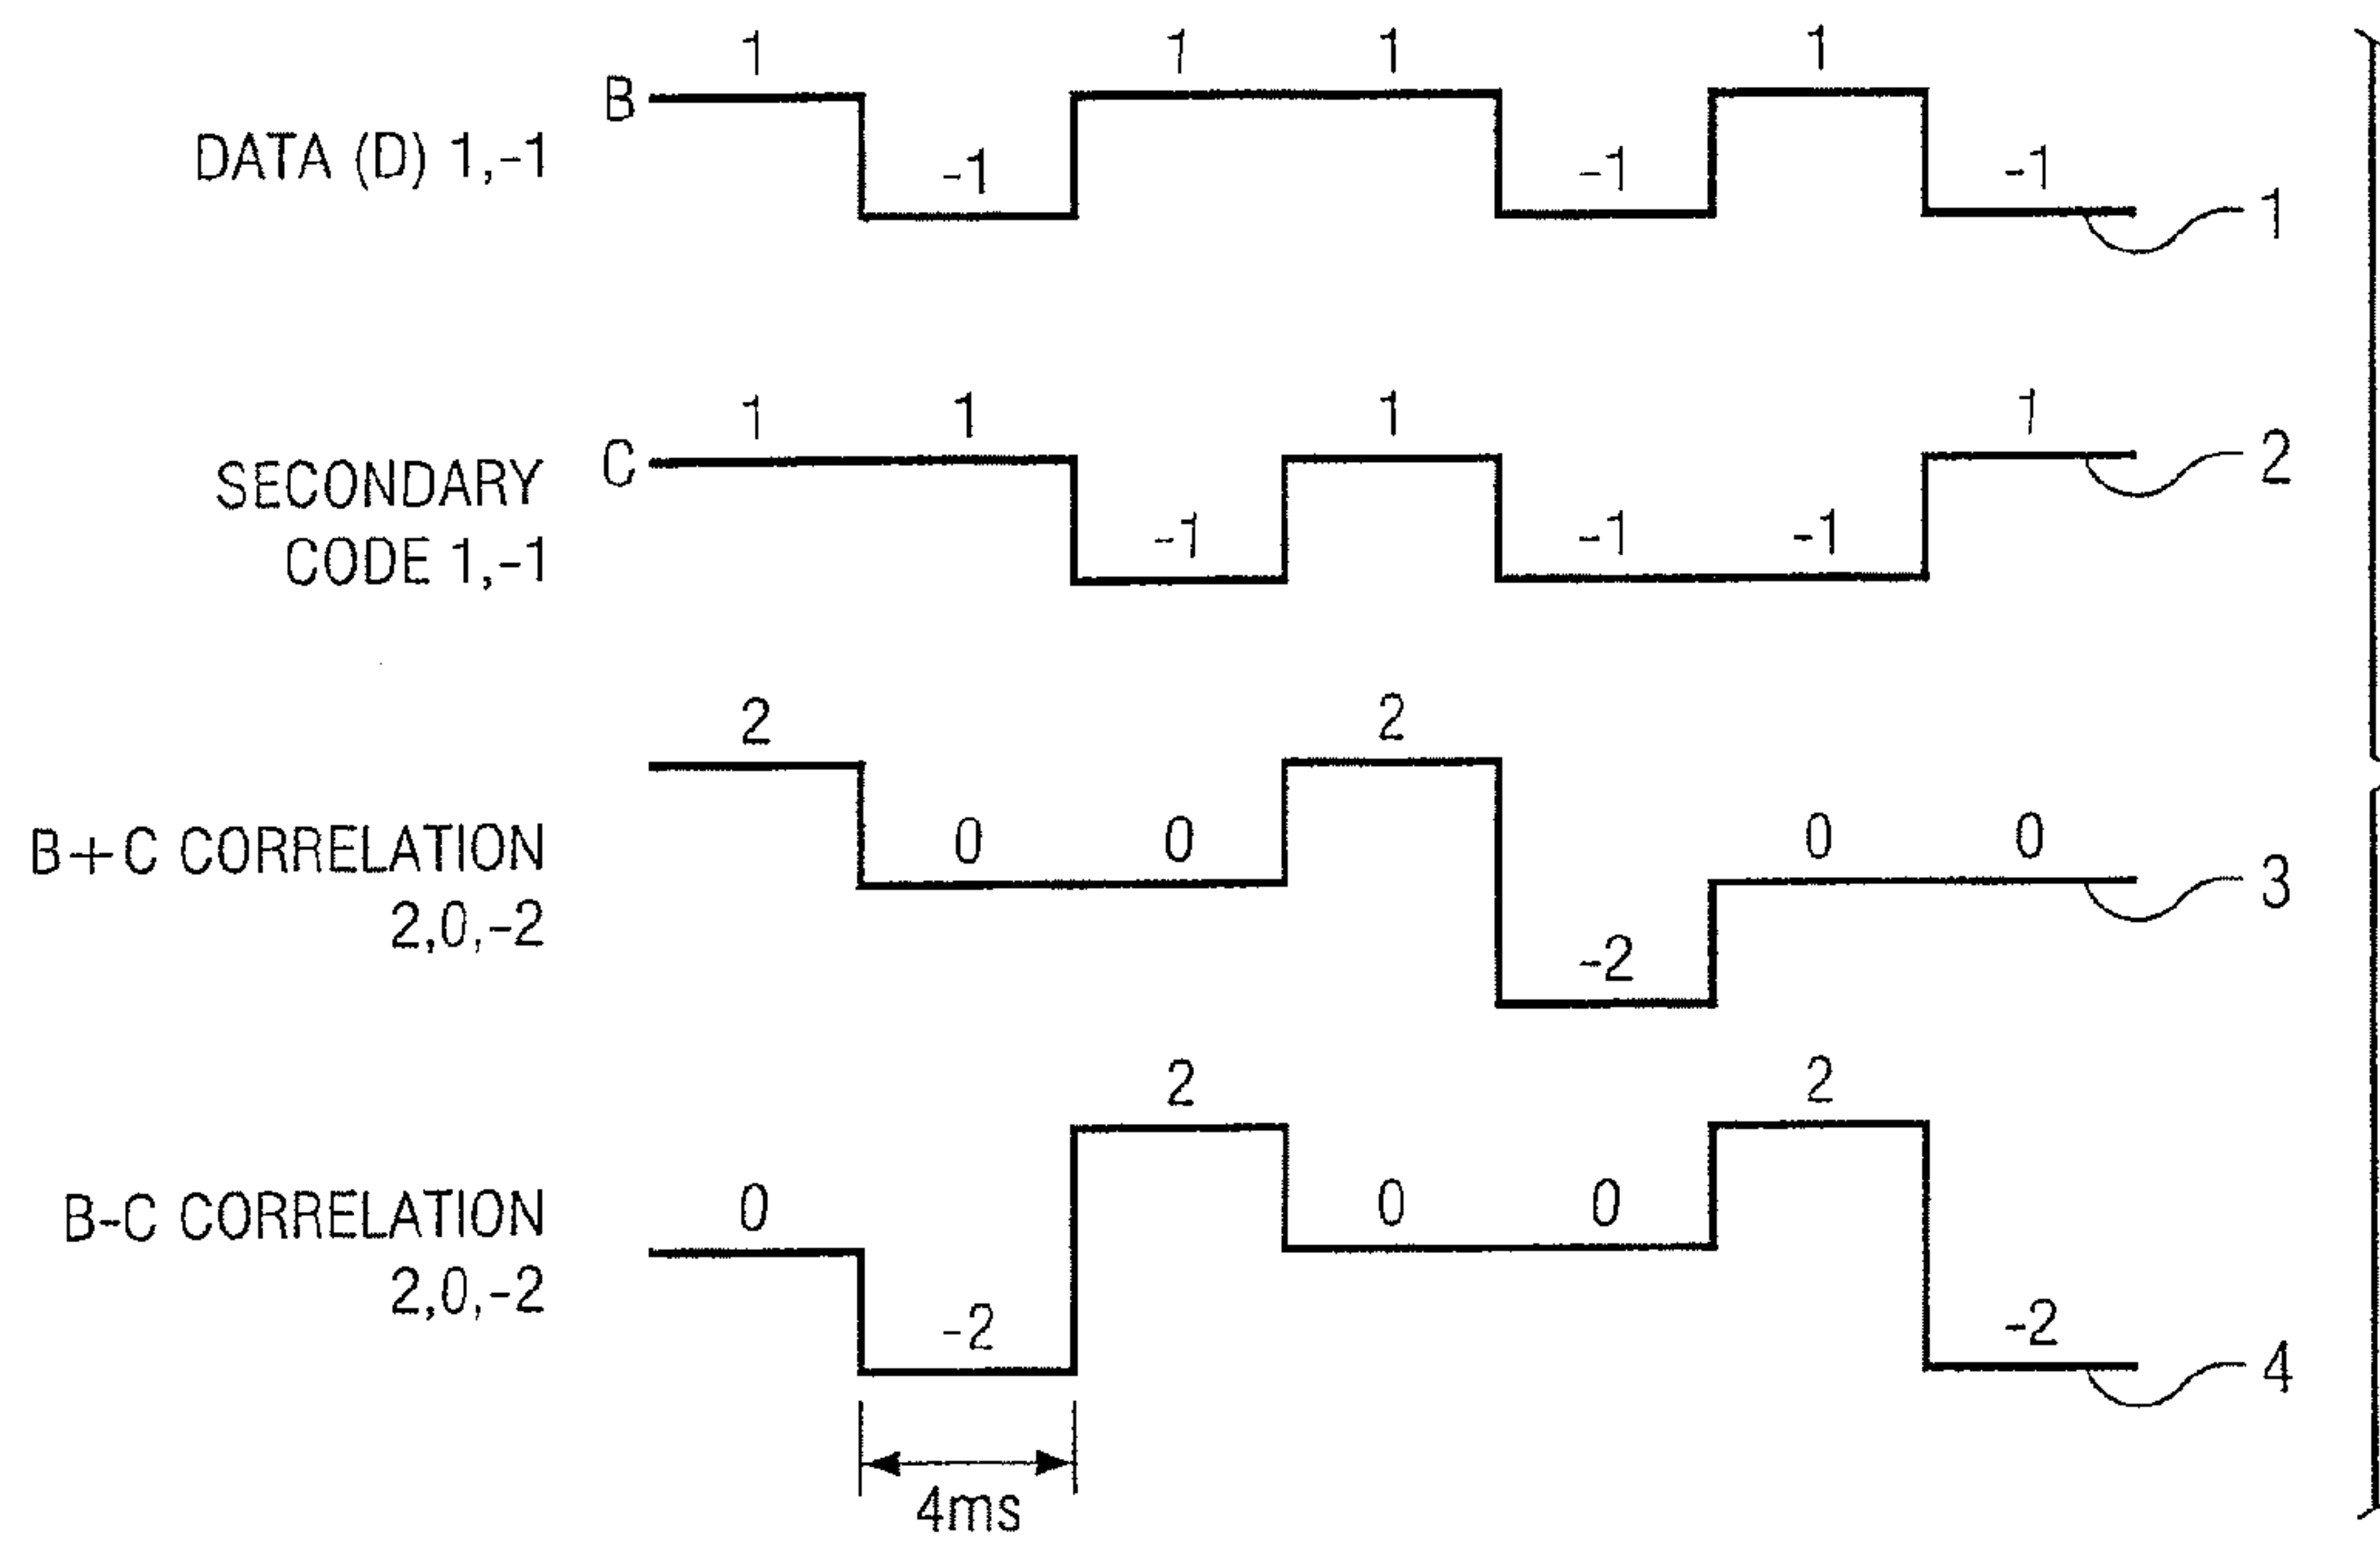 1 1 1 1
B
DATA (D) 1,-1
-1 -1 -1
1
1 1 1 1
C
SECONDARY
CODE 1,-1
-1 -1 -1
2
2 2
B+C CORRELATION
2,0,-2
0 0 0 0
-2
3
2 2
B-C CORRELATION
2,0,-2
0 0 0
-2 -2
4
4ms